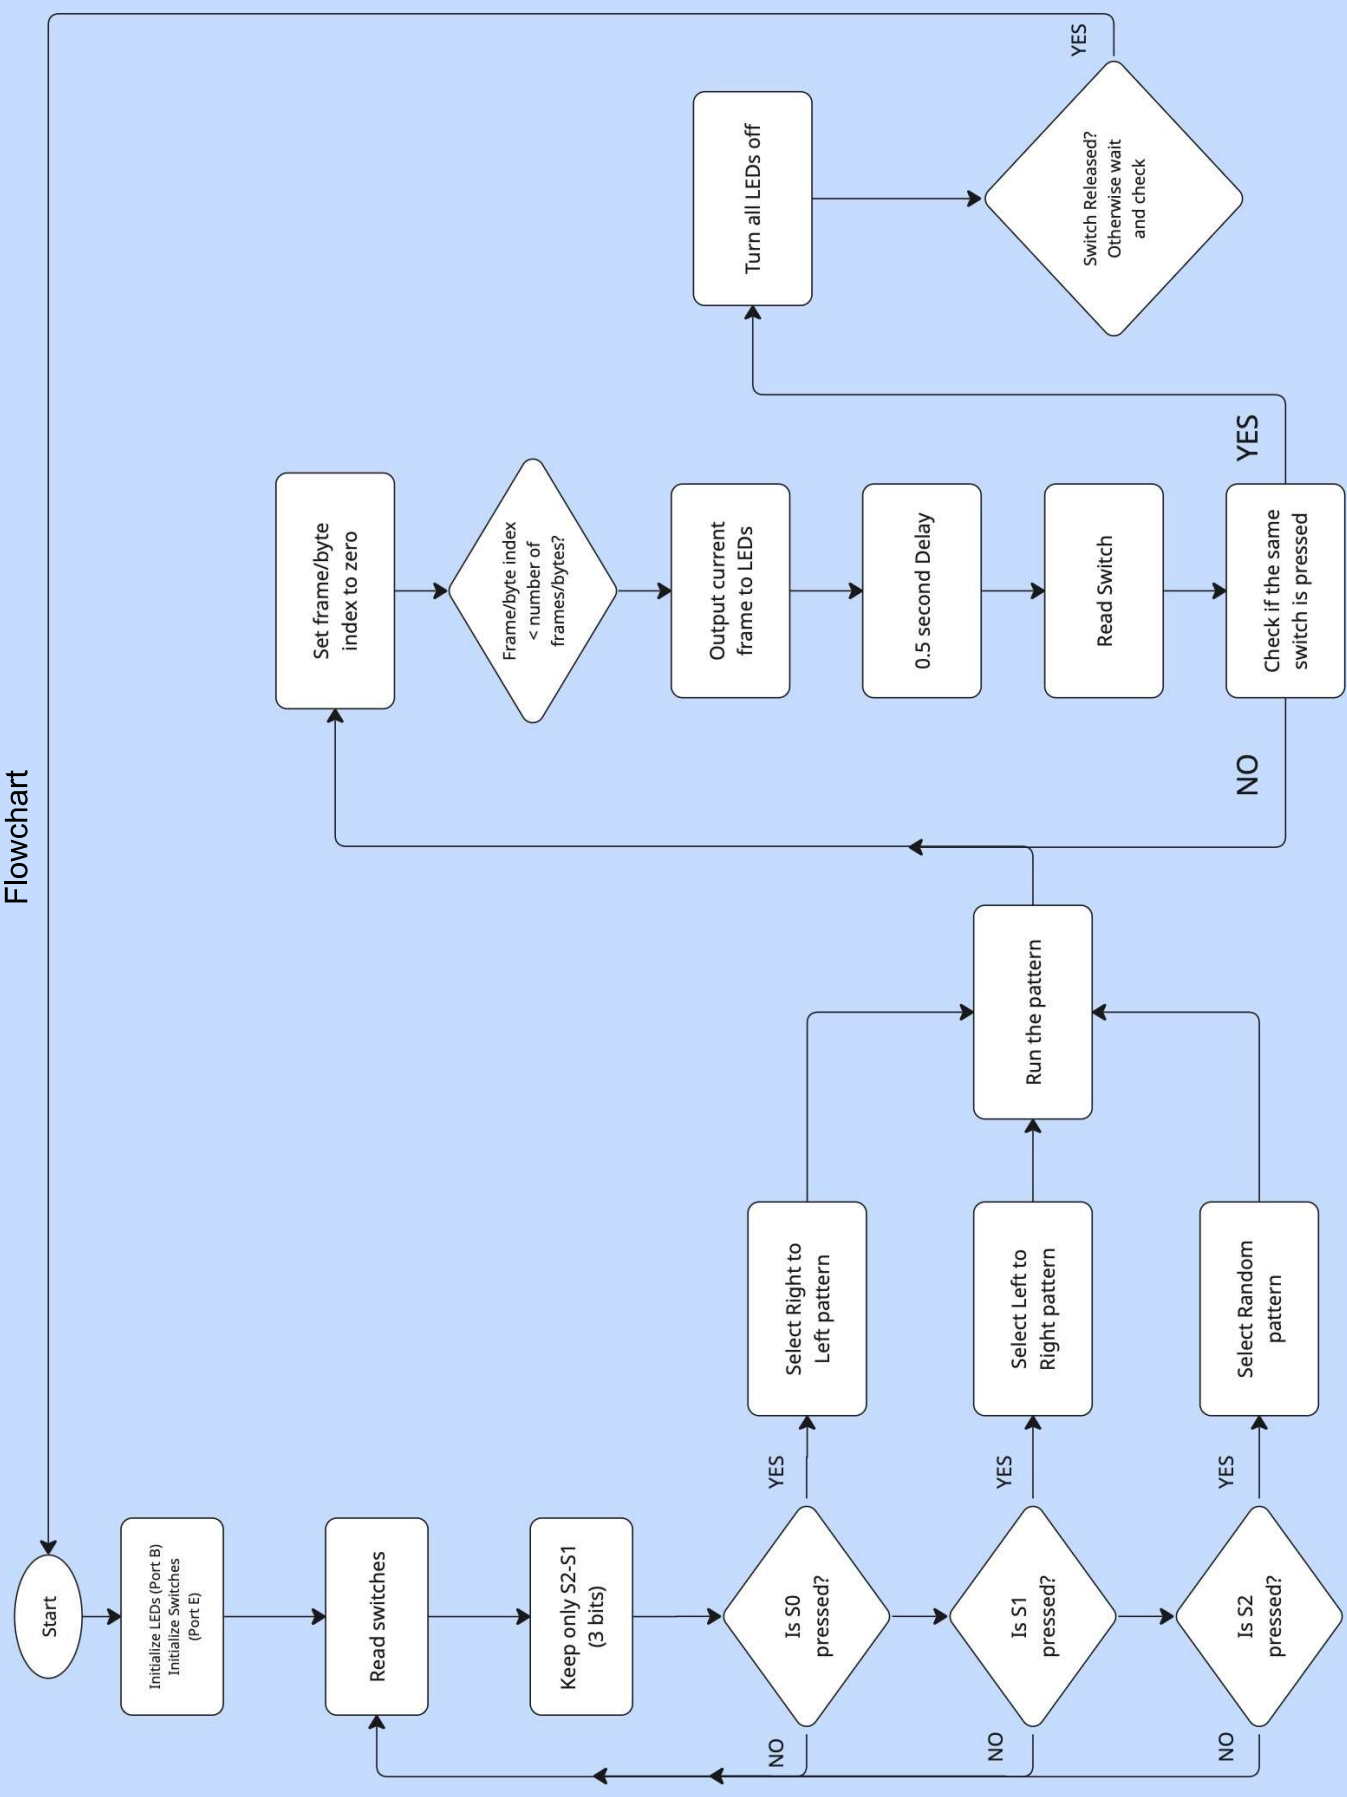 Flowchart
Start
Initialize LEDs (Port B)
Initialize Switches
(Port E)
Read switches
Keep only S2-S1
(3 bits)
Is S0
pressed?
YES
NO
Select Right to
Left pattern
Is S1
pressed?
YES
NO
Select Left to
Right pattern
Is S2
pressed?
YES
NO
Select Random
pattern
Run the pattern
Set frame/byte
index to zero
Frame/byte index
< number of
frames/bytes?
Output current
frame to LEDs
0.5 second Delay
Read Switch
Check if the same
switch is pressed
NO
YES
Turn all LEDs off
Switch Released?
Otherwise wait
and check
YES